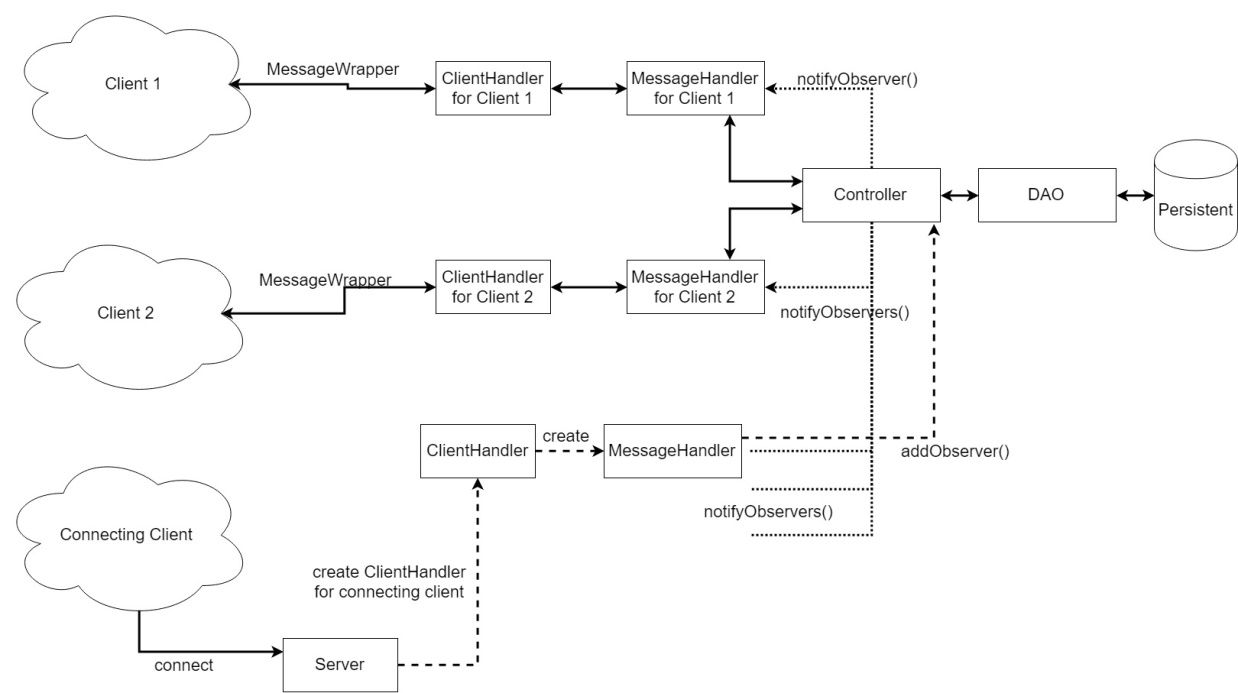 Client 1
MessageWrapper
ClientHandler
for Client 1
MessageHandler
for Client 1
notifyObserver()
Controller
DAO
Persistent
Client 2
MessageWrapper
ClientHandler
for Client 2
MessageHandler
for Client 2
notifyObservers()
ClientHandler
create
MessageHandler
addObserver()
notifyObservers()
Connecting Client
create ClientHandler
for connecting client
connect
Server